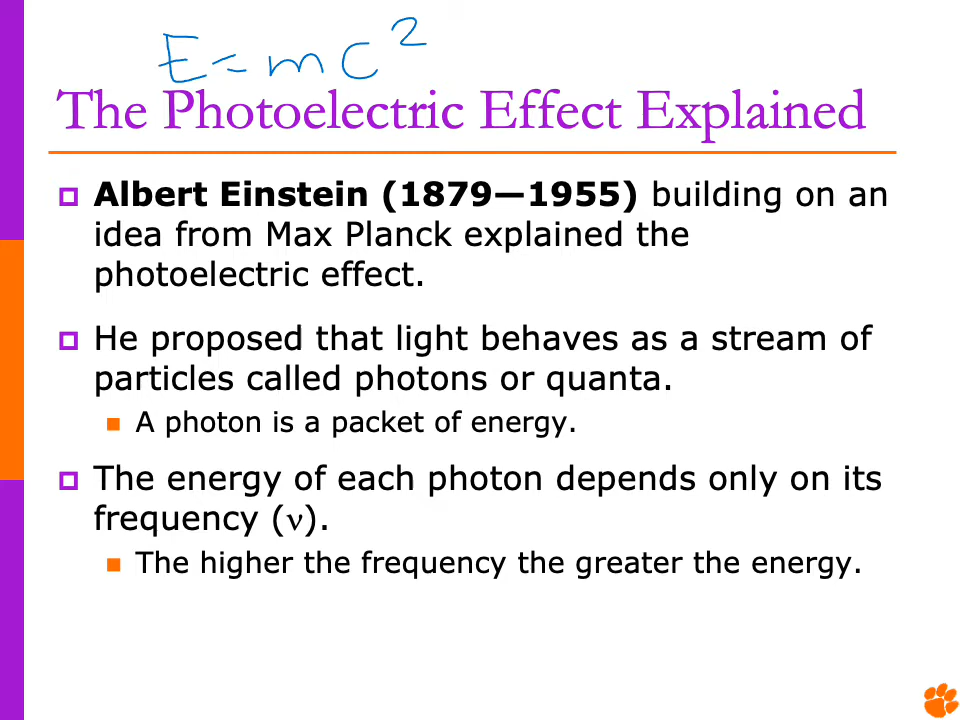 E = mc²
The Photoelectric Effect Explained
Albert Einstein (1879—1955) building on an
idea from Max Planck explained the
photoelectric effect.
He proposed that light behaves as a stream of
particles called photons or quanta.
A photon is a packet of energy.
The energy of each photon depends only on its
frequency (ν).
The higher the frequency the greater the energy.